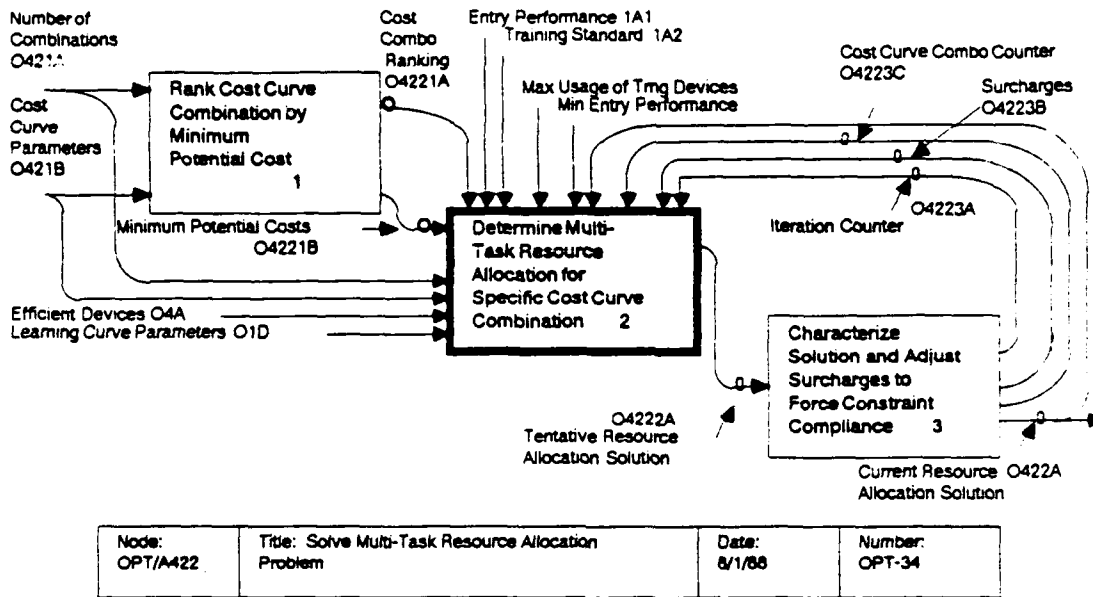 Number of
Combinations
O421A
Cost
Curve
Parameters
O421B
Rank Cost Curve
Combination by
Minimum
Potential Cost
1
Cost
Combo
Ranking
O4221A
Entry Performance 1A1
Training Standard 1A2
Max Usage of Trng Devices
Min Entry Performance
Cost Curve Combo Counter
O4223C
Surcharges
O4223B
O4223A
Iteration Counter
Minimum Potential Costs
O4221B
Determine Multi-
Task Resource
Allocation for
Specific Cost Curve
Combination 2
Efficient Devices O4A
Learning Curve Parameters O1D
Characterize
Solution and Adjust
Surcharges to
Force Constraint
Compliance 3
O4222A
Tentative Resource
Allocation Solution
Current Resource O422A
Allocation Solution
Node:
OPT/A422
Title: Solve Multi-Task Resource Allocation
Problem
Date:
8/1/88
Number:
OPT-34